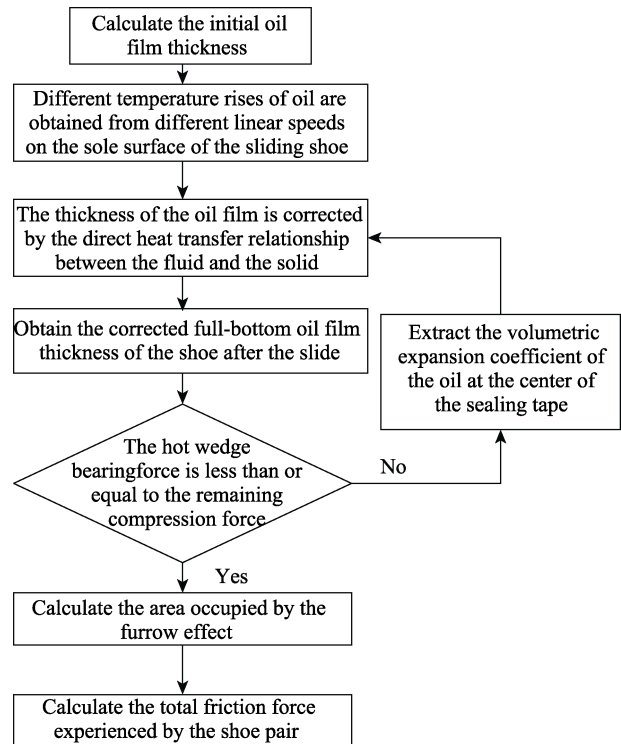 Calculate the initial oil
film thickness
Different temperature rises of oil are
obtained from different linear speeds
on the sole surface of the sliding shoe
The thickness of the oil film is corrected
by the direct heat transfer relationship
between the fluid and the solid
Obtain the corrected full-bottom oil film
thickness of the shoe after the slide
Extract the volumetric
expansion coefficient of
the oil at the center of
the sealing tape
The hot wedge
bearingforce is less than or
equal to the remaining
compression force
No
Yes
Calculate the area occupied by the
furrow effect
Calculate the total friction force
experienced by the shoe pair